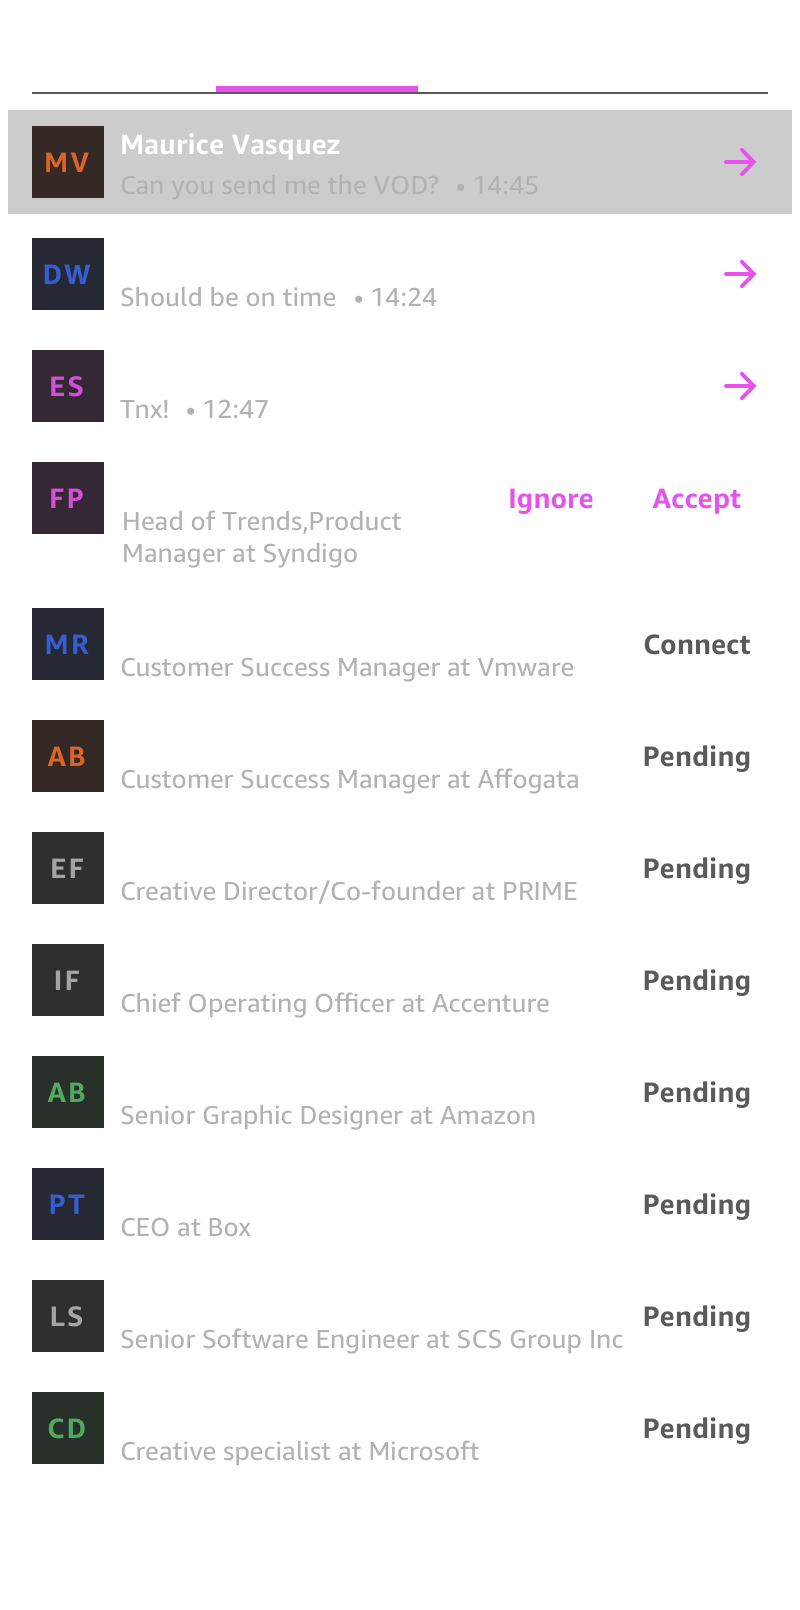 MV
Maurice Vasquez
Can you send me the VOD? • 14:45
DW
Should be on time • 14:24
ES
Tnx! • 12:47
FP
Ignore Accept
Head of Trends,Product
Manager at Syndigo
MR
Connect
Customer Success Manager at Vmware
AB
Pending
Customer Success Manager at Affogata
EF
Pending
Creative Director/Co-founder at PRIME
IF
Pending
Chief Operating Officer at Accenture
AB
Pending
Senior Graphic Designer at Amazon
PT
Pending
CEO at Box
LS
Pending
Senior Software Engineer at SCS Group Inc
CD
Pending
Creative specialist at Microsoft